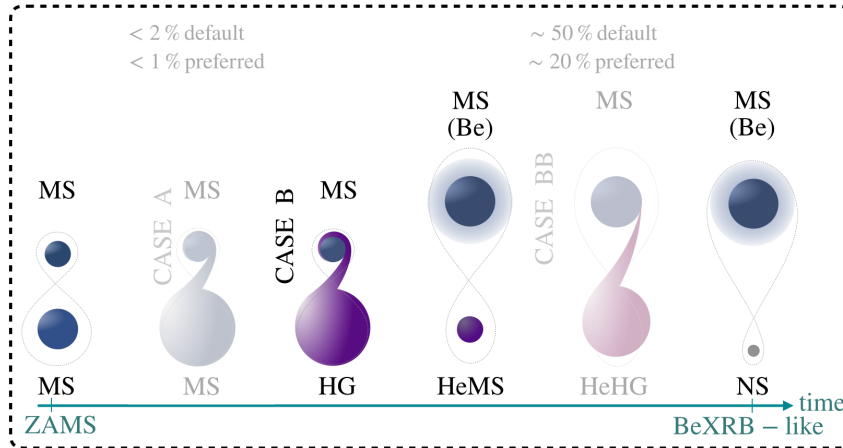 < 2 % default
< 1 % preferred
~ 50 % default
~ 20 % preferred
MS
(Be)
MS
MS
(Be)
MS
MS
MS
CASE A
CASE B
CASE BB
MS
MS
HG
HeMS
HeHG
NS
time
ZAMS
BeXRB − like